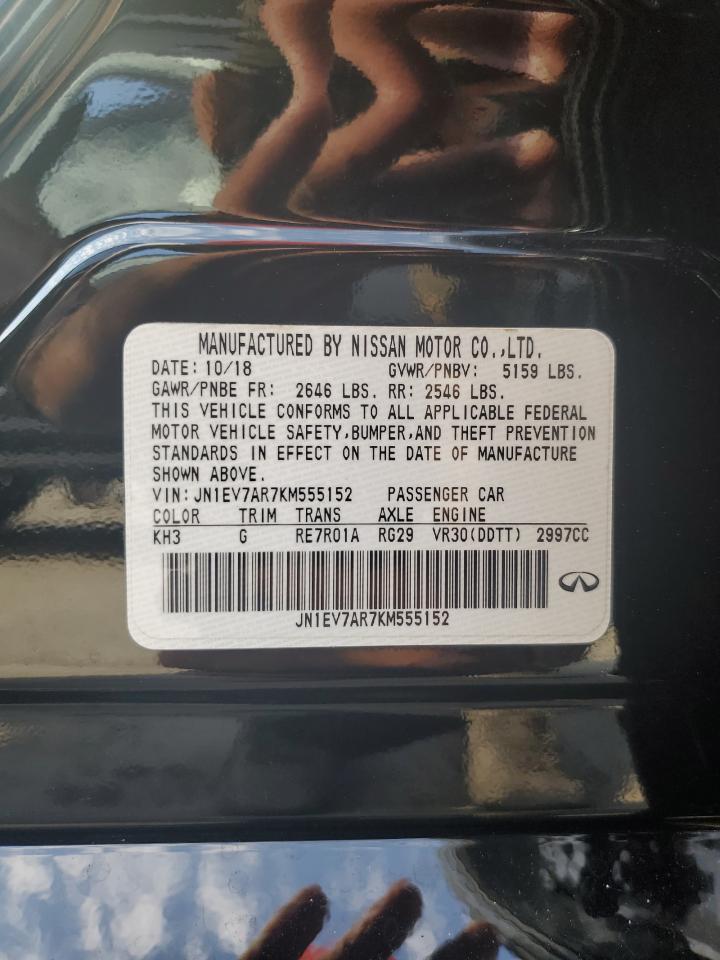 MANUFACTURED BY NISSAN MOTOR CO.,LTD.
DATE: 10/18 GVWR/PNBV: 5159 LBS.
GAWR/PNBE FR: 2646 LBS. RR: 2546 LBS.
THIS VEHICLE CONFORMS TO ALL APPLICABLE FEDERAL
MOTOR VEHICLE SAFETY,BUMPER,AND THEFT PREVENTION
STANDARDS IN EFFECT ON THE DATE OF MANUFACTURE
SHOWN ABOVE.
VIN: JN1EV7AR7KM555152 PASSENGER CAR
COLOR TRIM TRANS AXLE ENGINE
KH3 G RE7R01A RG29 VR30(DDTT) 2997CC
JN1EV7AR7KM555152